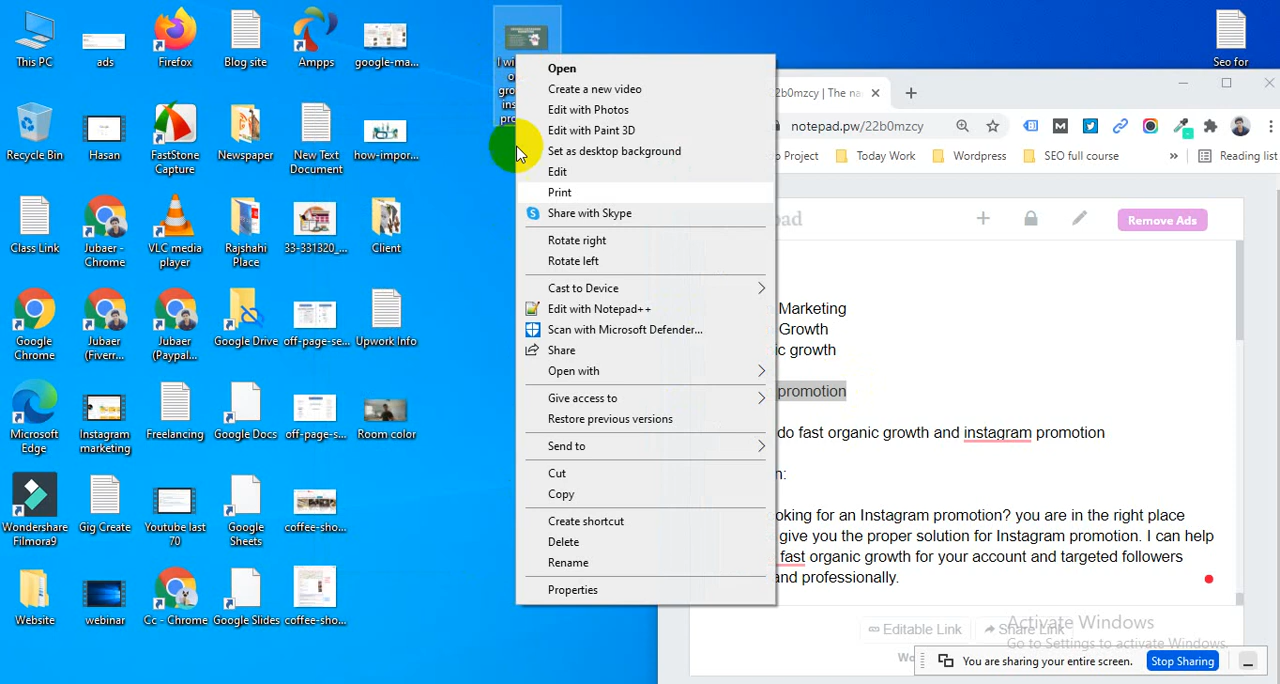 This PC
ads
Firefox
Blog site
Ampps
google-ma...
Recycle Bin
Hasan
FastStone
Capture
Newspaper
New Text
Document
how-impor...
Class Link
Jubaer -
Chrome
VLC media
player
Rajshahi
Place
33-331320_...
Client
Google
Chrome
Jubaer
(Fiverr...
Jubaer
(Paypal...
Google Drive
off-page-se...
Upwork Info
Microsoft
Edge
Instagram
marketing
Freelancing
Google Docs
off-page-s...
Room color
Wondershare
Filmora9
Gig Create
Youtube last
70
Google
Sheets
coffee-sho...
Website
webinar
Cc - Chrome
Google Slides
coffee-sho...
Seo for
I wi
o
gro
ins
pro
Open
Create a new video
Edit with Photos
Edit with Paint 3D
Set as desktop background
Edit
Print
Share with Skype
Rotate right
Rotate left
Cast to Device
Edit with Notepad++
Scan with Microsoft Defender...
Share
Open with
Give access to
Restore previous versions
Send to
Cut
Copy
Create shortcut
Delete
Rename
Properties
2b0mzcy | The na
notepad.pw/22b0mzcy
p Project
Today Work
Wordpress
SEO full course
»
Reading list
pad
Remove Ads
Marketing
Growth
ic growth
promotion
do fast organic growth and instagram promotion
n:
oking for an Instagram promotion? you are in the right place
give you the proper solution for Instagram promotion. I can help
fast organic growth for your account and targeted followers
and professionally.
Editable Link
Share Link
Activate Windows
Go to Settings to activate Windows.
You are sharing your entire screen.
Stop Sharing